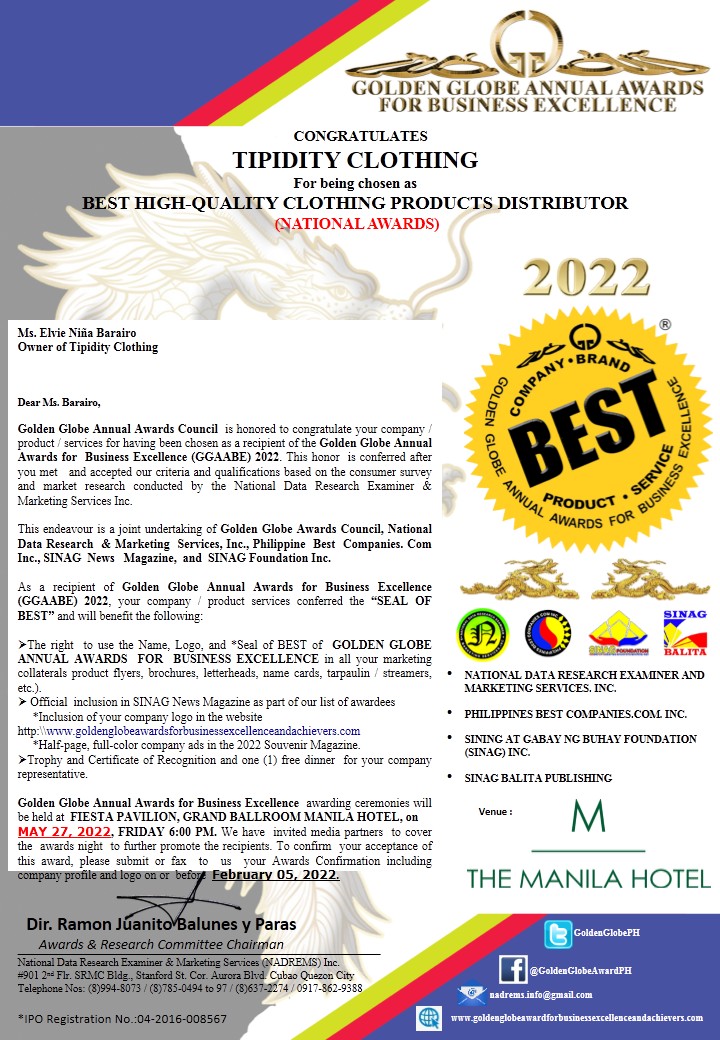 GOLDEN GLOBE ANNUAL AWARDS
FOR BUSINESS EXCELLENCE
CONGRATULATES
TIPIDITY CLOTHING
For being chosen as
BEST HIGH-QUALITY CLOTHING PRODUCTS DISTRIBUTOR
(NATIONAL AWARDS)
2022
Ms. Elvie Niña Barairo
Owner of Tipidity Clothing
Dear Ms. Barairo,
Golden Globe Annual Awards Council is honored to congratulate your company /
product / services for having been chosen as a recipient of the Golden Globe Annual
Awards for Business Excellence (GGAABE) 2022. This honor is conferred after
you met and accepted our criteria and qualifications based on the consumer survey
and market research conducted by the National Data Research Examiner &
Marketing Services Inc.
This endeavour is a joint undertaking of Golden Globe Awards Council, National
Data Research & Marketing Services, Inc., Philippine Best Companies. Com
Inc., SINAG News Magazine, and SINAG Foundation Inc.
As a recipient of Golden Globe Annual Awards for Business Excellence
(GGAABE) 2022, your company / product services conferred the “SEAL OF
BEST” and will benefit the following:
➢The right to use the Name, Logo, and *Seal of BEST of GOLDEN GLOBE
ANNUAL AWARDS FOR BUSINESS EXCELLENCE in all your marketing
collaterals product flyers, brochures, letterheads, name cards, tarpaulin / streamers,
etc.).
➢ Official inclusion in SINAG News Magazine as part of our list of awardees
*Inclusion of your company logo in the website
http:\\www.goldenglobeawardsforbusinessexcellenceandachievers.com
*Half-page, full-color company ads in the 2022 Souvenir Magazine.
➢Trophy and Certificate of Recognition and one (1) free dinner for your company
representative.
Golden Globe Annual Awards for Business Excellence awarding ceremonies will
be held at FIESTA PAVILION, GRAND BALLROOM MANILA HOTEL, on
MAY 27, 2022, FRIDAY 6:00 PM. We have invited media partners to cover
the awards night to further promote the recipients. To confirm your acceptance of
this award, please submit or fax to us your Awards Confirmation including
company profile and logo on or before February 05, 2022.
Dir. Ramon Juanito Balunes y Paras
Awards & Research Committee Chairman
National Data Research Examiner & Marketing Services (NADREMS) Inc.
#901 2nd Flr. SRMC Bldg., Stanford St. Cor. Aurora Blvd. Cubao Quezon City
Telephone Nos: (8)994-8073 / (8)785-0494 to 97 / (8)637-2274 / 0917-862-9388
*IPO Registration No.:04-2016-008567
®
COMPANY • BRAND
BEST
PRODUCT • SERVICE
GOLDEN GLOBE ANNUAL AWARDS FOR BUSINESS EXCELLENCE
SINAG
BALITA
• NATIONAL DATA RESEARCH EXAMINER AND
MARKETING SERVICES. INC.
• PHILIPPINES BEST COMPANIES.COM. INC.
• SINING AT GABAY NG BUHAY FOUNDATION
(SINAG) INC.
• SINAG BALITA PUBLISHING
Venue :
M
THE MANILA HOTEL
GoldenGlobePH
@GoldenGlobeAwardPH
nadrems.info@gmail.com
www.goldenglobeawardforbusinessexcellenceandachievers.com